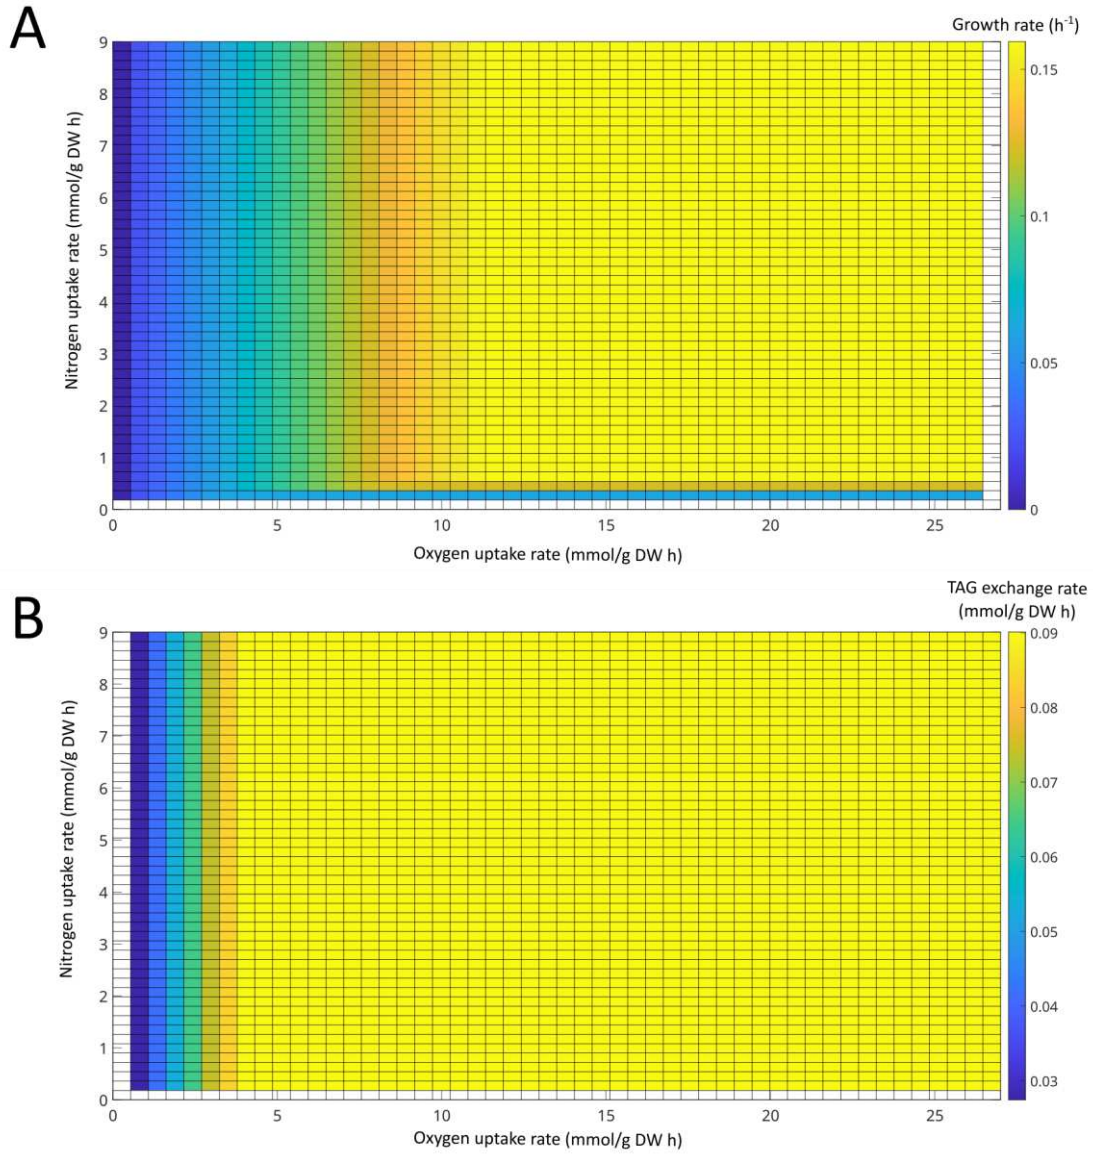 A
Growth rate (h-1)
9
8
7
6
5
4
3
2
1
0
Nitrogen uptake rate (mmol/g DW h)
0.15
0.1
0.05
0
0 5 10 15 20 25
Oxygen uptake rate (mmol/g DW h)
B
TAG exchange rate
(mmol/g DW h)
9
8
7
6
5
4
3
2
1
0
Nitrogen uptake rate (mmol/g DW h)
0.09
0.08
0.07
0.06
0.05
0.04
0.03
0 5 10 15 20 25
Oxygen uptake rate (mmol/g DW h)